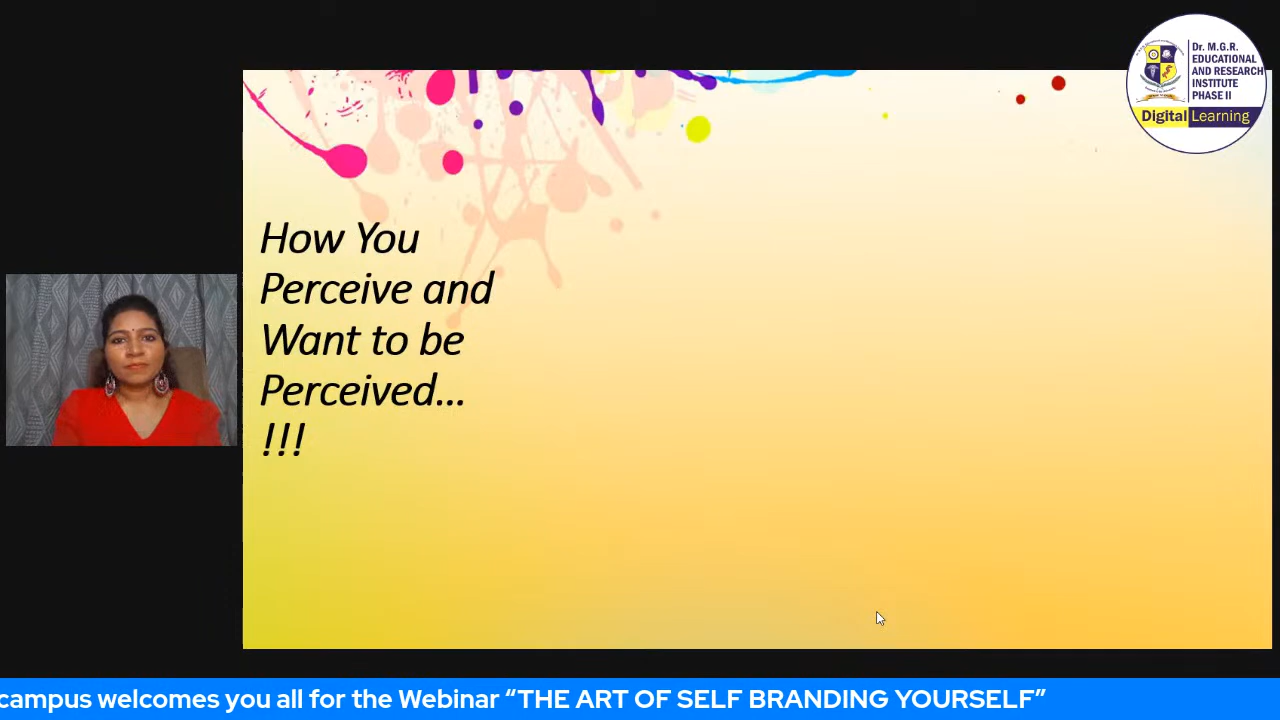 Dr. M.G.R.
EDUCATIONAL
AND RESEARCH
INSTITUTE
PHASE II
Digital Learning
How You
Perceive and
Want to be
Perceived...
!!!
campus welcomes you all for the Webinar “THE ART OF SELF BRANDING YOURSELF”